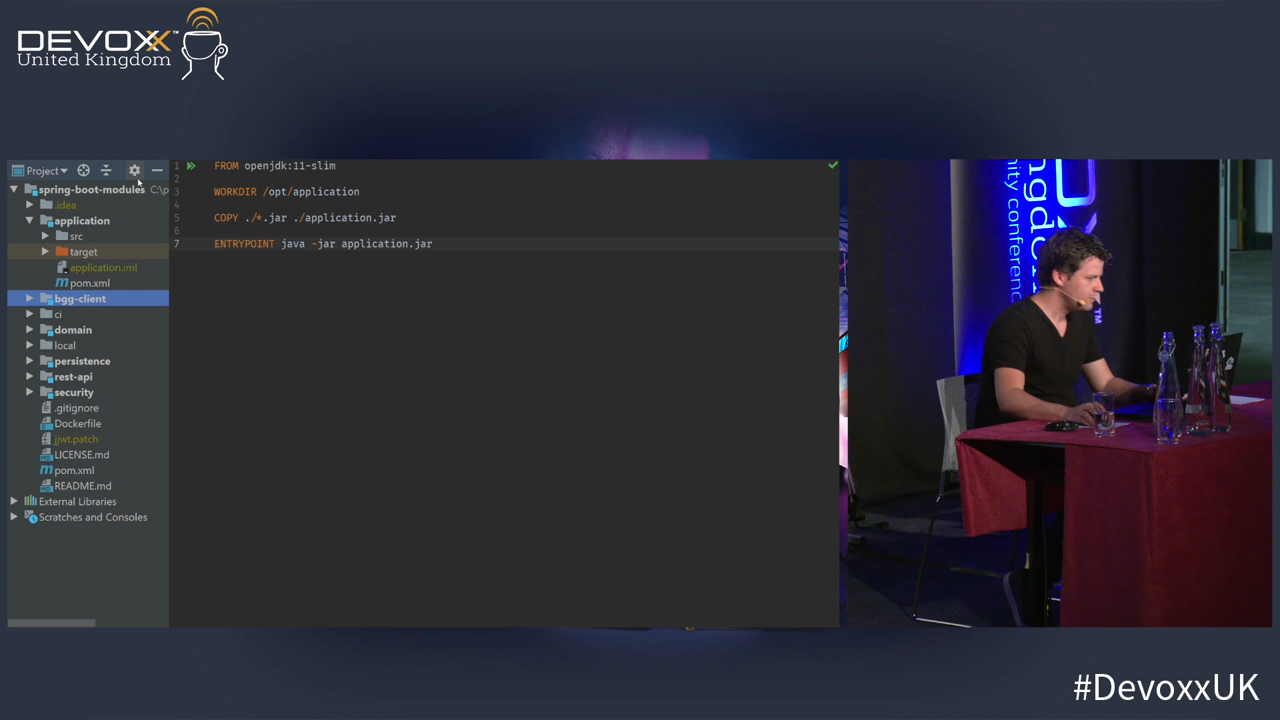 DEVOXX™
United Kingdom
Project
spring-boot-modules C:\p
.idea
application
src
target
application.iml
pom.xml
bgg-client
ci
domain
local
persistence
rest-api
security
.gitignore
Dockerfile
jjwt.patch
LICENSE.md
pom.xml
README.md
External Libraries
Scratches and Consoles
1 FROM openjdk:11-slim
2
3 WORKDIR /opt/application
4
5 COPY ./*.jar ./application.jar
6
7 ENTRYPOINT java -jar application.jar
#DevoxxUK